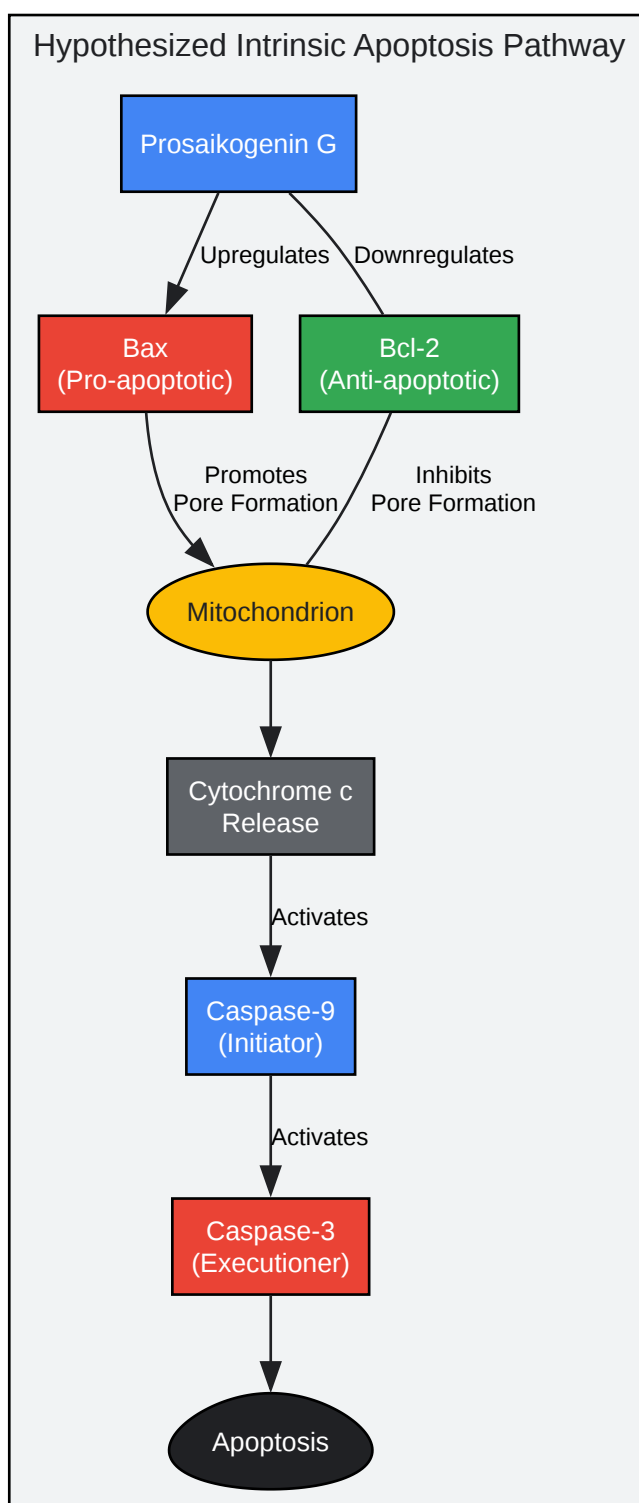 Hypothesized Intrinsic Apoptosis Pathway
Prosaikogenin G
Upregulates
Downregulates
Bax
(Pro-apoptotic)
Bcl-2
(Anti-apoptotic)
Promotes
Pore Formation
Inhibits
Pore Formation
Mitochondrion
Cytochrome c
Release
Activates
Caspase-9
(Initiator)
Activates
Caspase-3
(Executioner)
Apoptosis